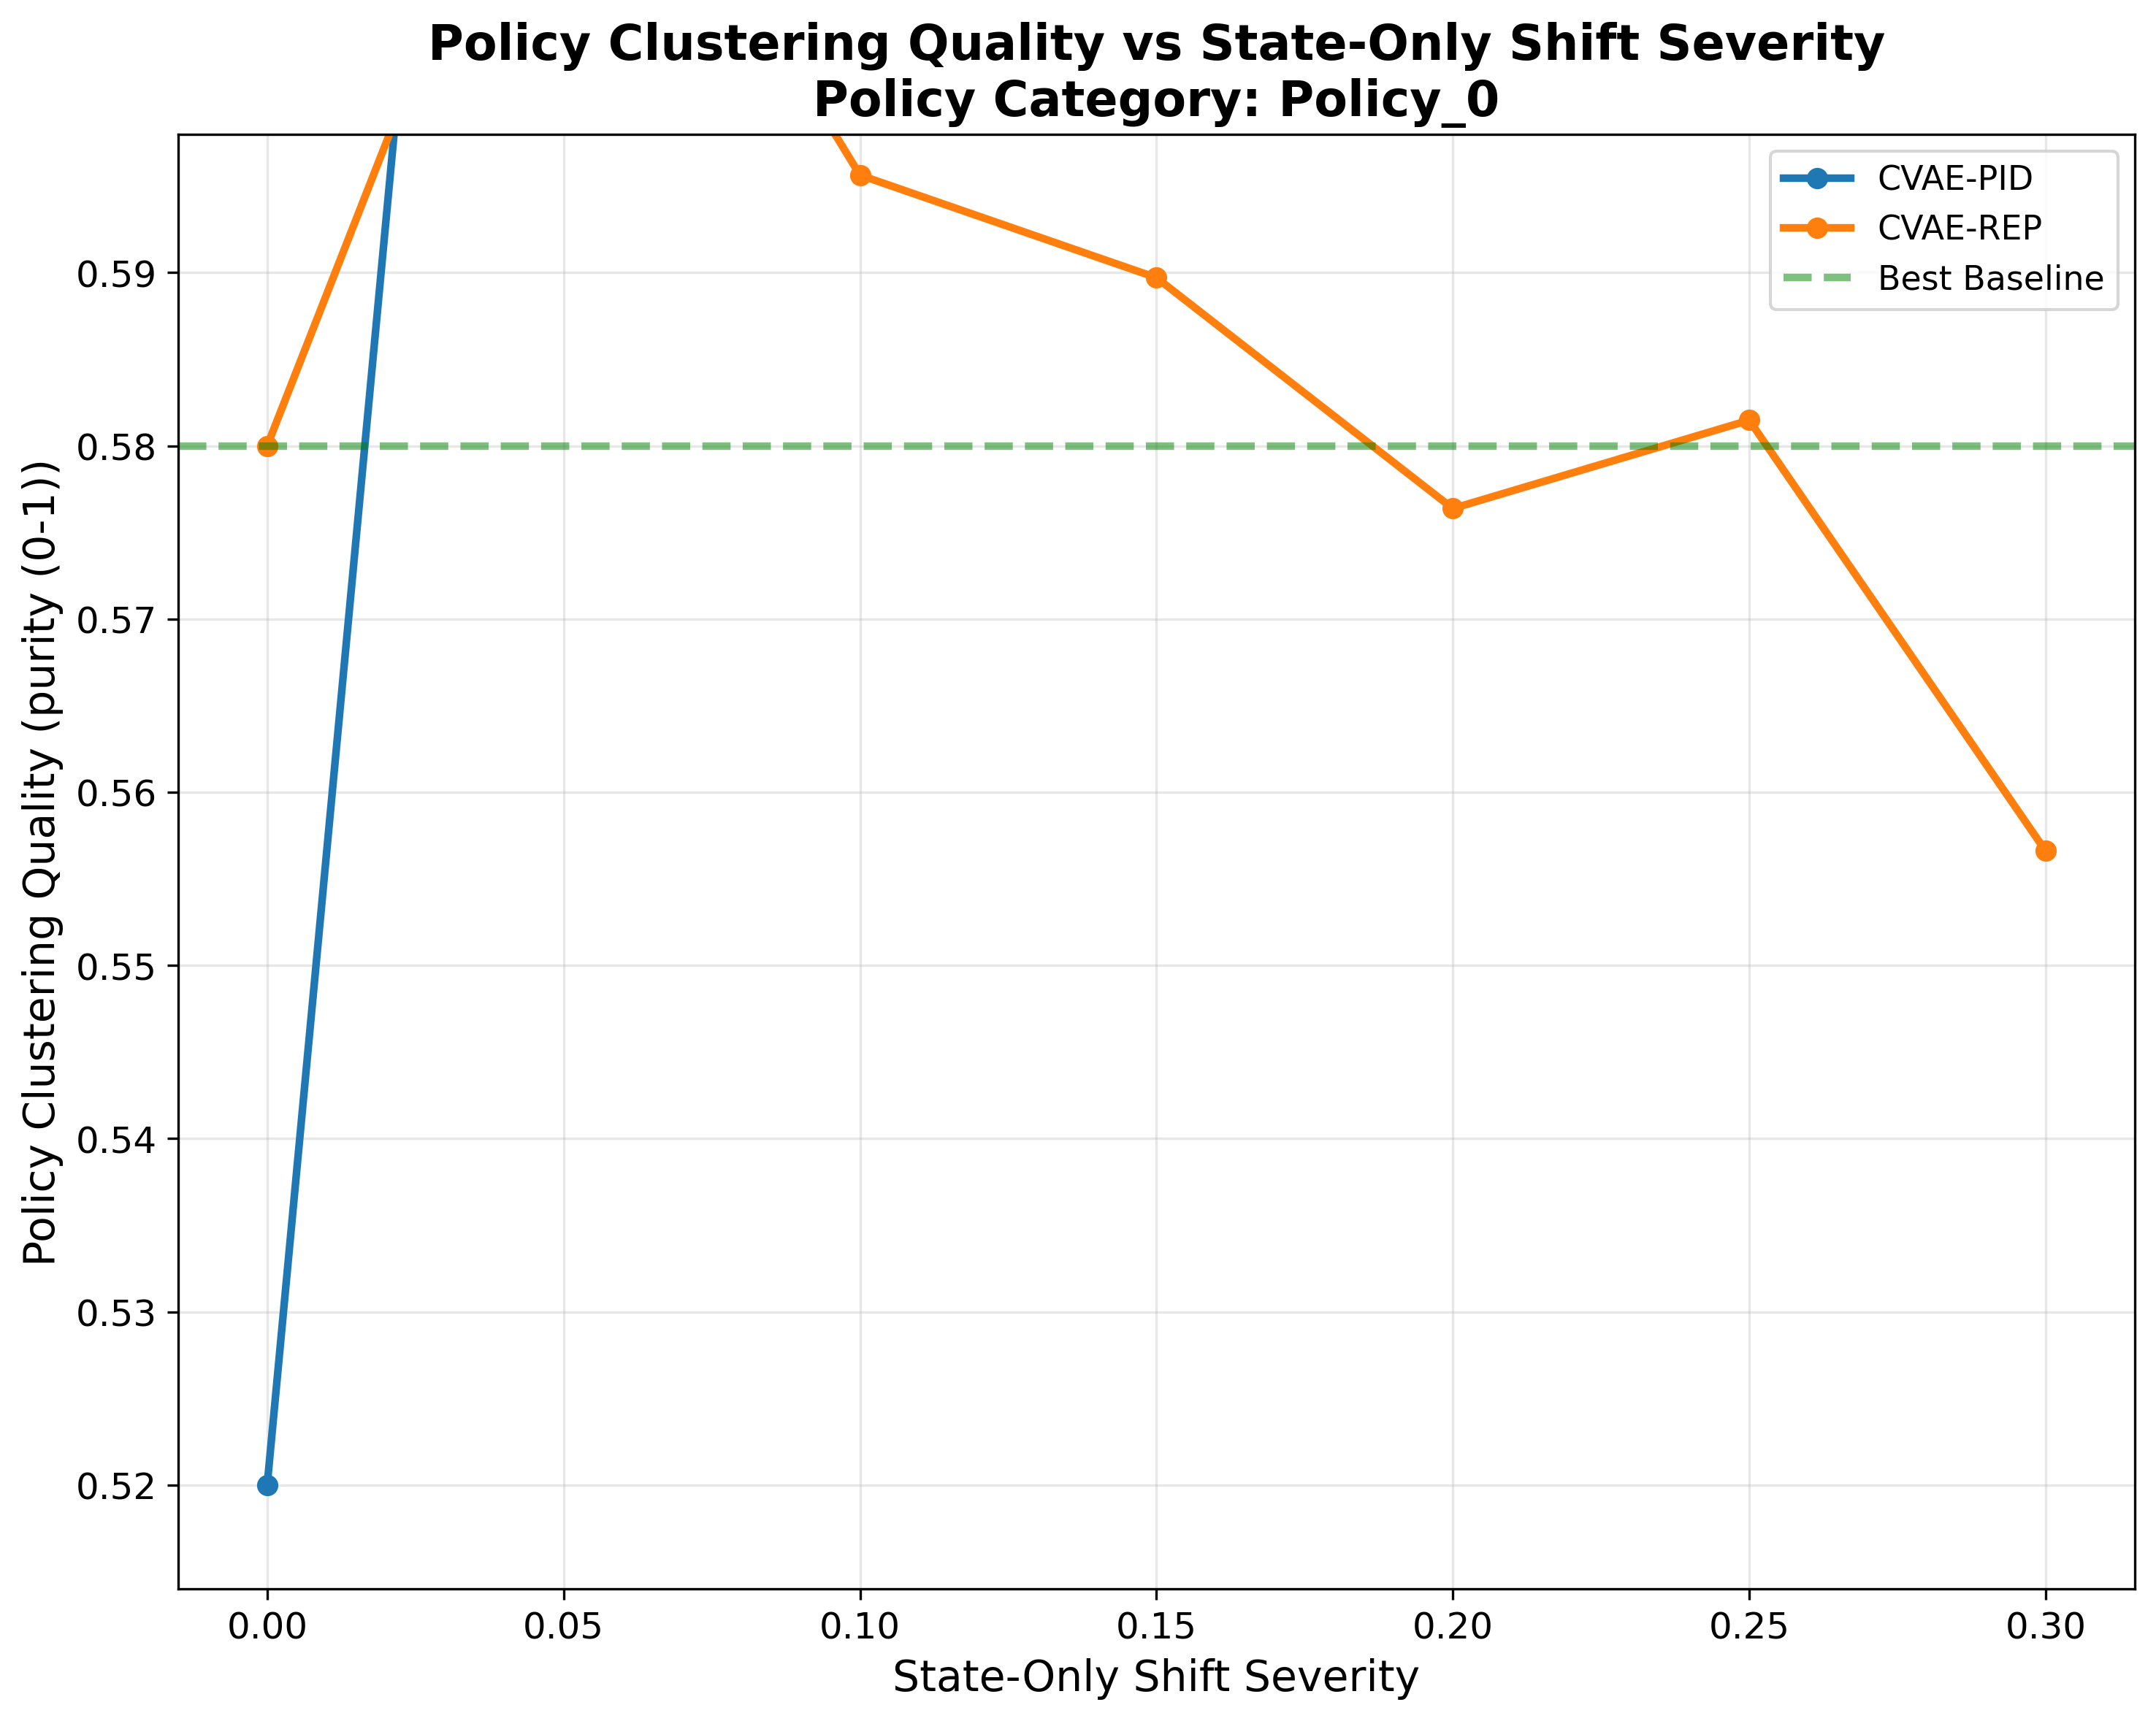 Policy Clustering Quality vs State-Only Shift Severity
Policy Category: Policy_0
CVAE-PID
CVAE-REP
Best Baseline
Policy Clustering Quality (purity (0-1))
0.59
0.58
0.57
0.56
0.55
0.54
0.53
0.52
0.00 0.05 0.10 0.15 0.20 0.25 0.30
State-Only Shift Severity